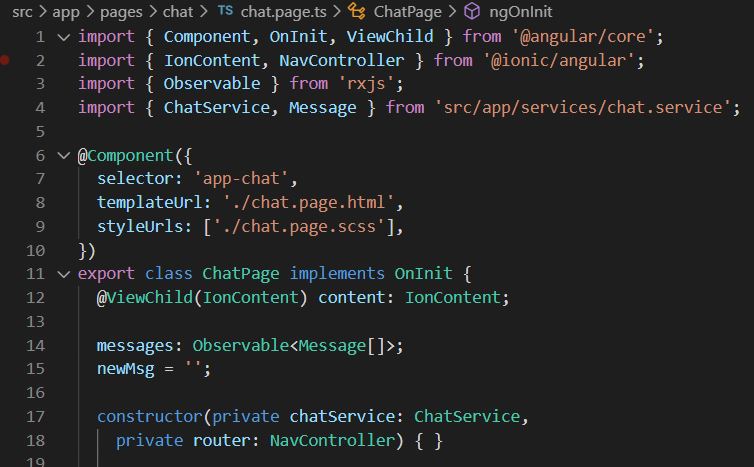 src > app > pages > chat > TS chat.page.ts > ChatPage > ngOnInit
1 import { Component, OnInit, ViewChild } from '@angular/core';
2 import { IonContent, NavController } from '@ionic/angular';
3 import { Observable } from 'rxjs';
4 import { ChatService, Message } from 'src/app/services/chat.service';
5
6 @Component({
7   selector: 'app-chat',
8   templateUrl: './chat.page.html',
9   styleUrls: ['./chat.page.scss'],
10 })
11 export class ChatPage implements OnInit {
12   @ViewChild(IonContent) content: IonContent;
13
14   messages: Observable<Message[]>;
15   newMsg = '';
16
17   constructor(private chatService: ChatService,
18     private router: NavController) { }
19